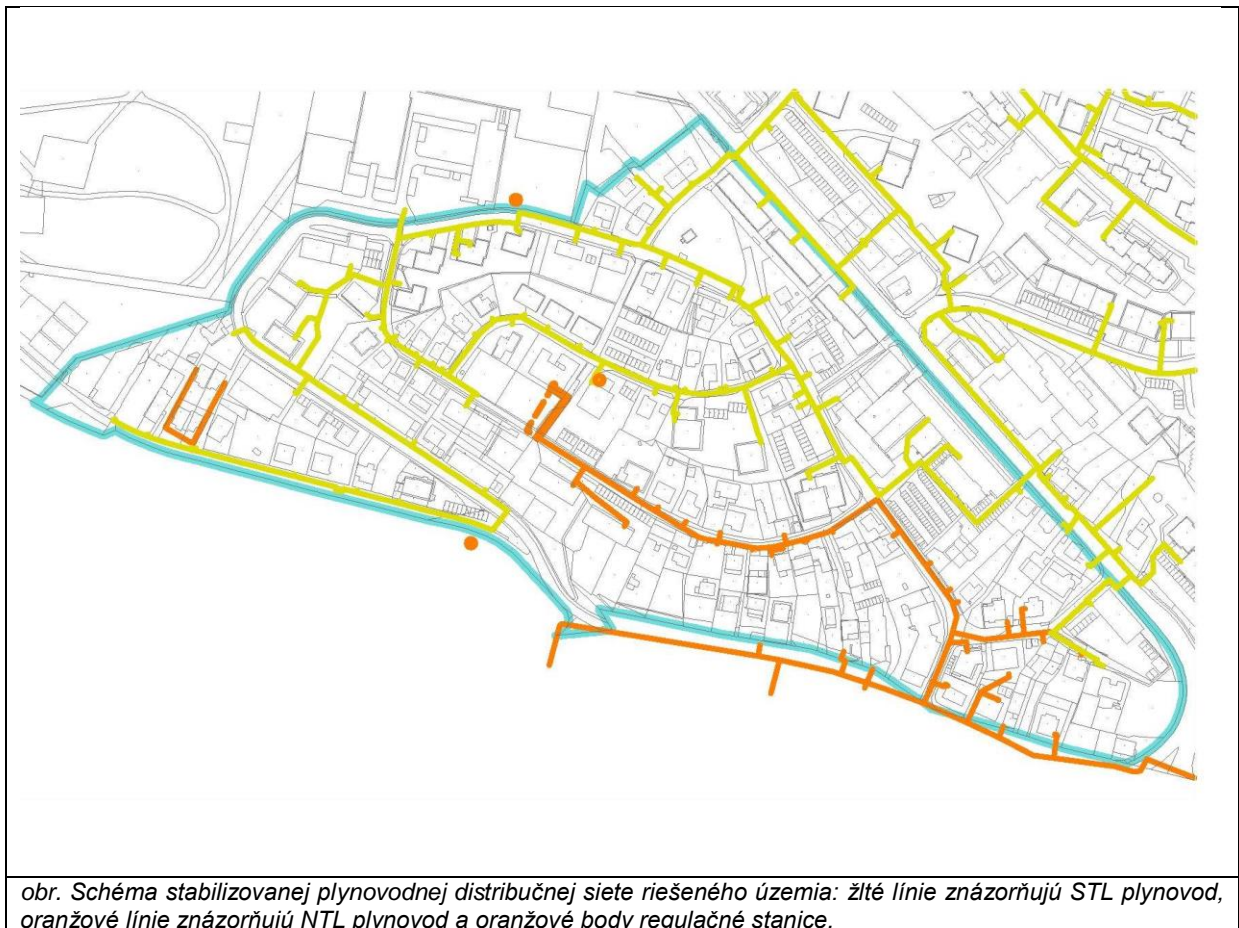 obr. Schéma stabilizovanej plynovodnej distribučnej siete riešeného územia: žlté línie znázorňujú STL plynovod,
oranžové línie znázorňujú NTL plynovod a oranžové body regulačné stanice.